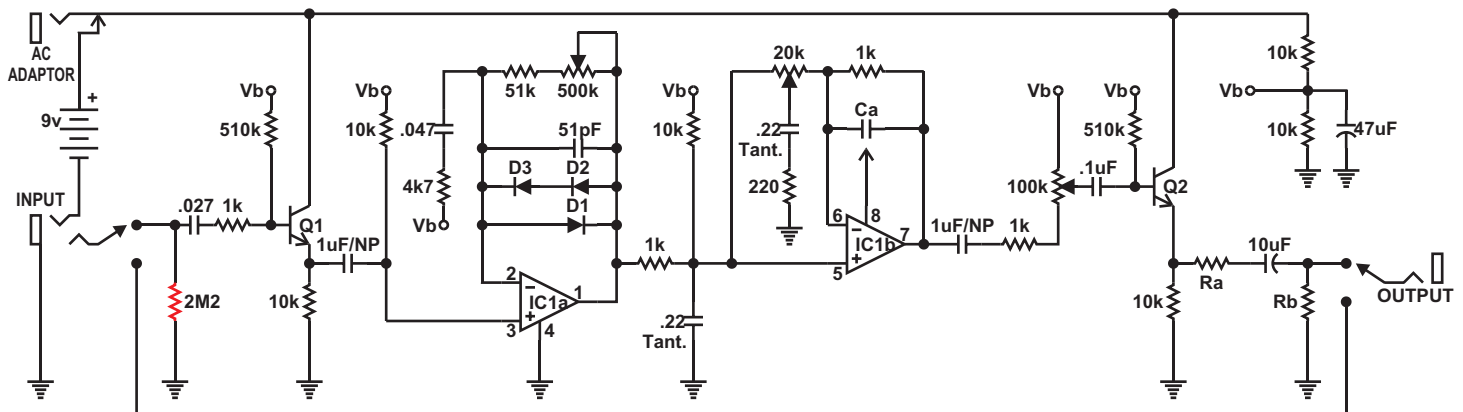 AC
ADAPTOR
+
9v
INPUT
2M2
.027
1k
Vb
510k
Q1
10k
1uF/NP
Vb
10k
.047
4k7
Vb
51k
500k
51pF
D3
D2
D1
2
3
1
4
−
+
IC1a
1k
Vb
10k
.22
Tant.
20k
.22
Tant.
220
1k
Ca
6
5
8
7
−
+
IC1b
1uF/NP
1k
Vb
100k
.1uF
Vb
510k
Q2
10k
Ra
10uF
Rb
OUTPUT
Vb
10k
10k
47uF